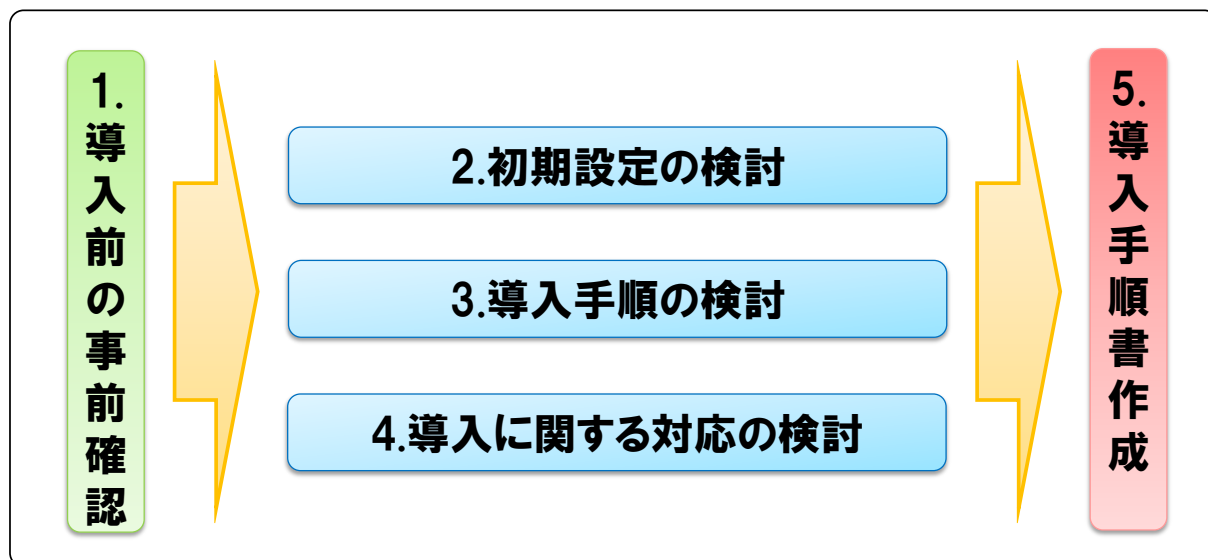 1.導入前の事前確認
2.初期設定の検討
3.導入手順の検討
4.導入に関する対応の検討
5.導入手順書作成